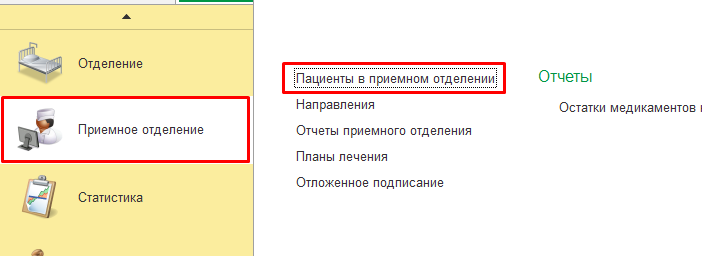 Отделение
Приемное отделение
Статистика
Пациенты в приемном отделении
Направления
Отчеты приемного отделения
Планы лечения
Отложенное подписание
Отчеты
Остатки медикаментов